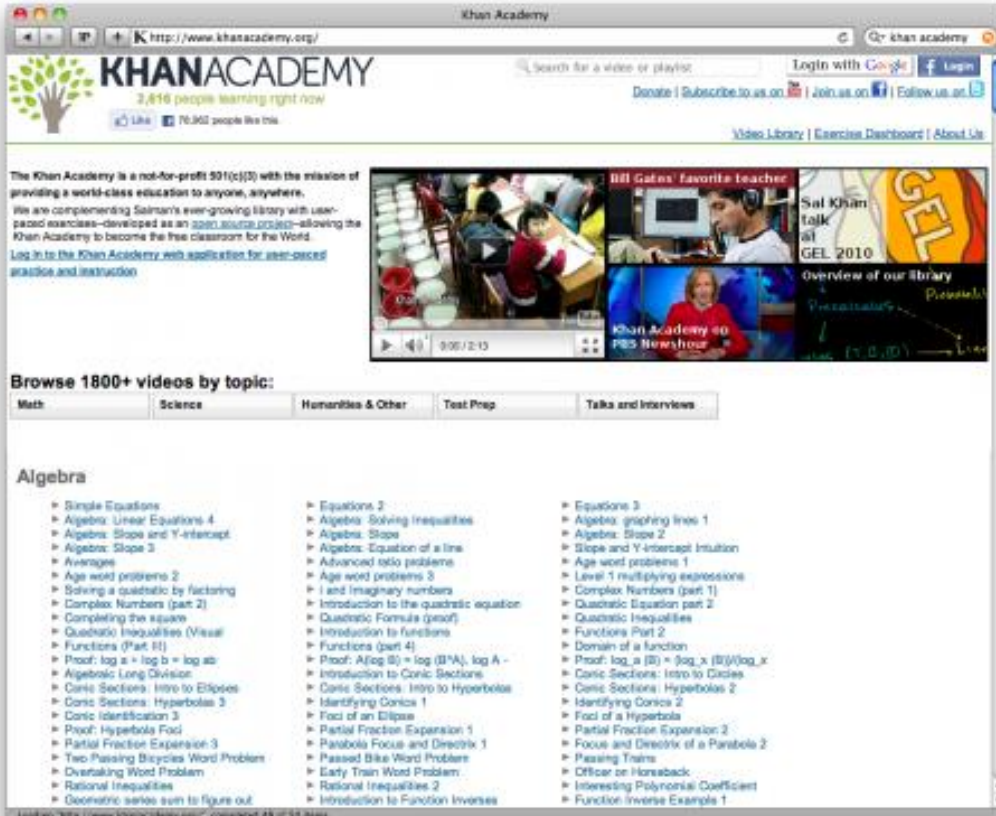 Khan Academy
http://www.khanacademy.org/
khan academy
KHANACADEMY
2,616 people learning right now
Like 76,962 people like this.
Search for a video or playlist
Login with Google
Login
Donate | Subscribe to us on | Join us on | Follow us on
Video Library | Exercise Dashboard | About Us
The Khan Academy is a not-for-profit 501(c)(3) with the mission of
providing a world-class education to anyone, anywhere.
We are complementing Salman's ever-growing library with user-
paced exercises--developed as an open source project--allowing the
Khan Academy to become the free classroom for the World.
Log in to the Khan Academy web application for user-paced
practice and instruction
0:00 / 2:13
Bill Gates' favorite teacher
Sal Khan
talk
at
GEL 2010
GEL
Khan Academy on
PBS Newshour
Overview of our library
Precalculus
Browse 1800+ videos by topic:
Math Science Humanities & Other Test Prep Talks and Interviews
Algebra
Simple Equations Equations 2 Equations 3
Algebra: Linear Equations 4 Algebra: Solving Inequalities Algebra: graphing lines 1
Algebra: Slope and Y-intercept Algebra: Slope Algebra: Slope 2
Algebra: Slope 3 Algebra: Equation of a line Slope and Y-intercept Intuition
Averages Advanced ratio problems Age word problems 1
Age word problems 2 Age word problems 3 Level 1 multiplying expressions
Solving a quadratic by factoring i and Imaginary numbers Complex Numbers (part 1)
Complex Numbers (part 2) Introduction to the quadratic equation Quadratic Equation part 2
Completing the square Quadratic Formula (proof) Quadratic Inequalities
Quadratic Inequalities (Visual Introduction to functions Functions Part 2
Functions (Part III) Functions (part 4) Domain of a function
Proof: log a + log b = log ab Proof: A(log B) = log (B^A), log A - Proof: log_a (B) = (log_x (B))/(log_x
Algebraic Long Division Introduction to Conic Sections Conic Sections: Intro to Circles
Conic Sections: Intro to Ellipses Conic Sections: Intro to Hyperbolas Conic Sections: Hyperbolas 2
Conic Sections: Hyperbolas 3 Identifying Conics 1 Identifying Conics 2
Conic Identification 3 Foci of an Ellipse Foci of a Hyperbola
Proof: Hyperbola Foci Partial Fraction Expansion 1 Partial Fraction Expansion 2
Partial Fraction Expansion 3 Parabola Focus and Directrix 1 Focus and Directrix of a Parabola 2
Two Passing Bicycles Word Problem Passed Bike Word Problem Passing Trains
Overtaking Word Problem Early Train Word Problem Officer on Horseback
Rational Inequalities Rational Inequalities 2 Interesting Polynomial Coefficient
Geometric series sum to figure out Introduction to Function Inverses Function Inverse Example 1